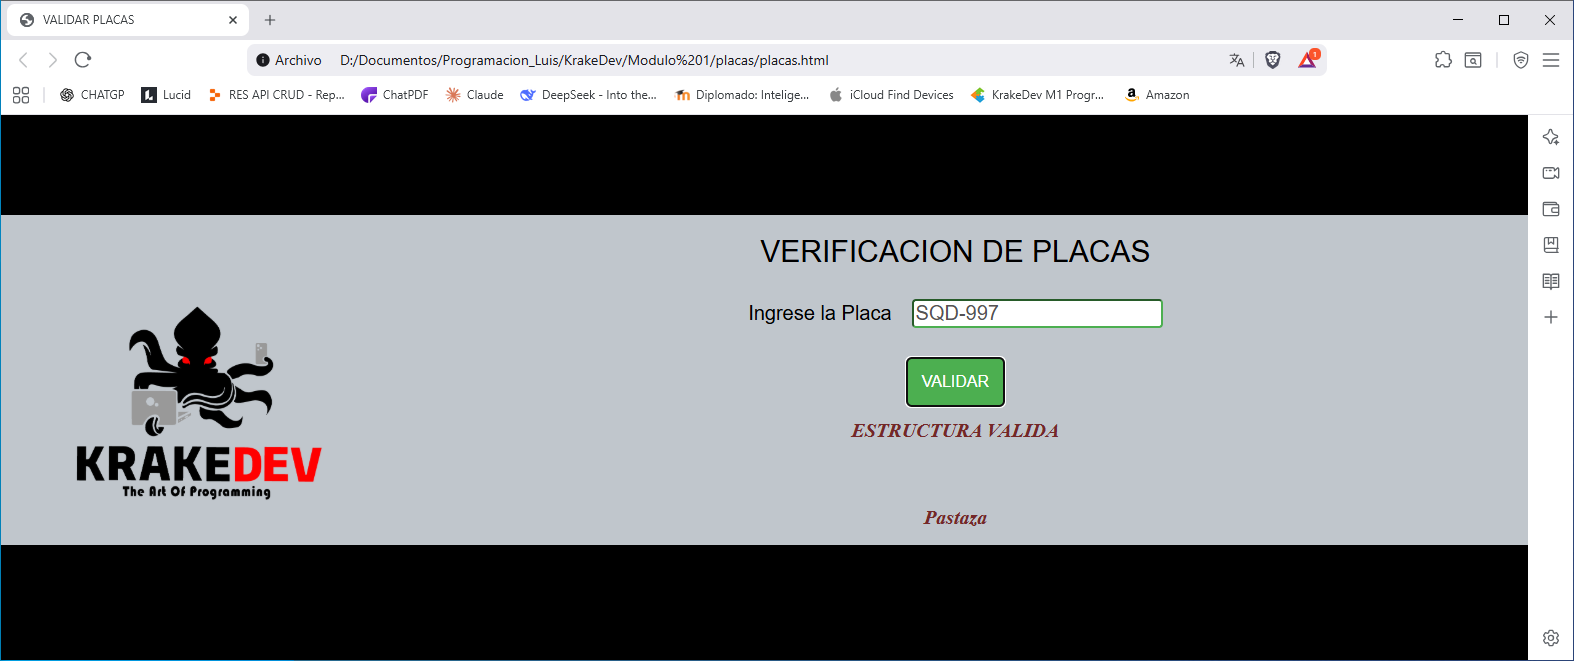 VALIDAR PLACAS
Archivo D:/Documentos/Programacion_Luis/KrakeDev/Modulo%201/placas/placas.html
1
CHATGP Lucid RES API CRUD - Rep... ChatPDF Claude DeepSeek - Into the... Diplomado: Intelige... iCloud Find Devices KrakeDev M1 Progr... Amazon
VERIFICACION DE PLACAS
Ingrese la Placa SQD-997
VALIDAR
ESTRUCTURA VALIDA
Pastaza
KRAKEDEV
The Art Of Programming